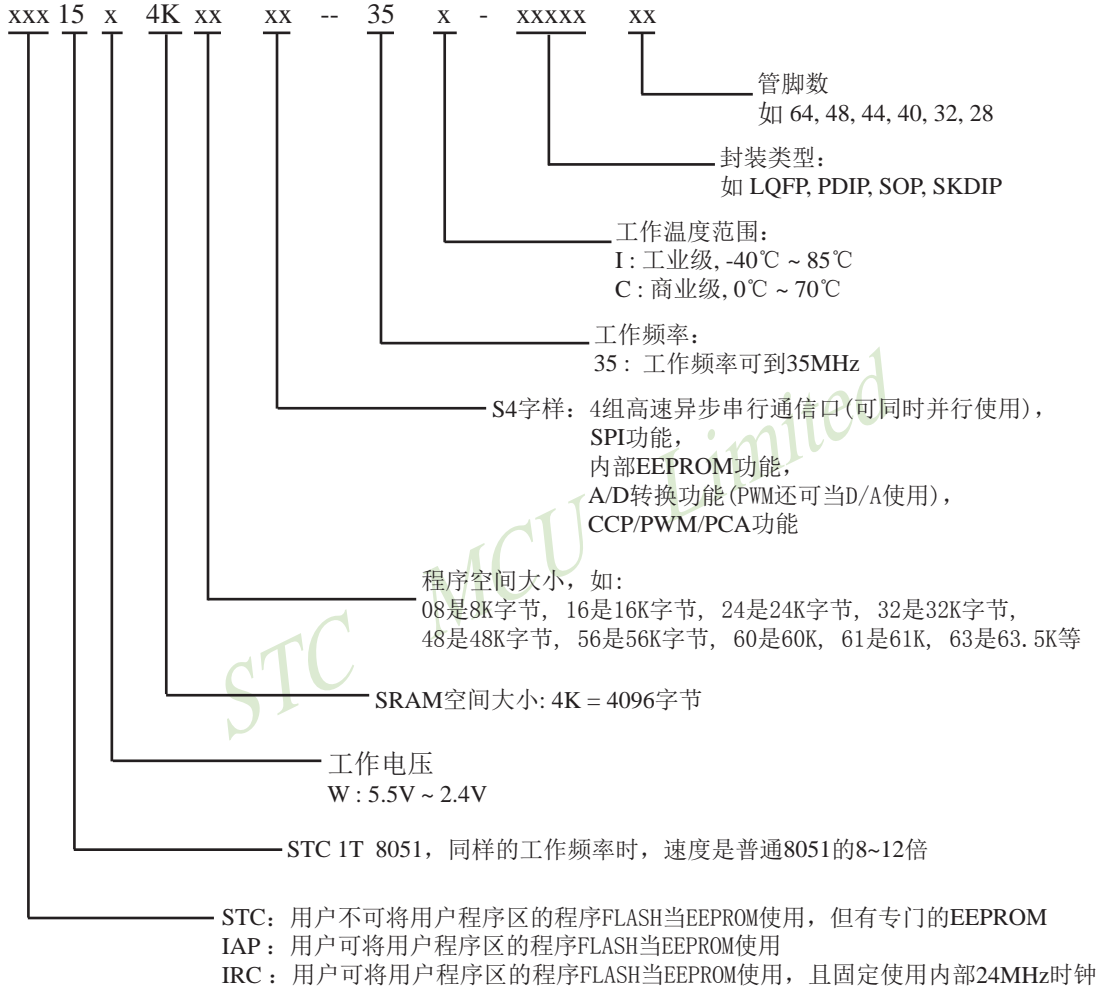 xxx 15 x 4K xx xx -- 35 x - xxxxx xx
管脚数
如 64, 48, 44, 40, 32, 28
封装类型：
如 LQFP, PDIP, SOP, SKDIP
工作温度范围：
I : 工业级, -40℃ ~ 85℃
C : 商业级, 0℃ ~ 70℃
工作频率：
35 : 工作频率可到35MHz
S4字样：4组高速异步串行通信口(可同时并行使用)，
SPI功能，
内部EEPROM功能，
A/D转换功能(PWM还可当D/A使用)，
CCP/PWM/PCA功能
程序空间大小，如:
08是8K字节, 16是16K字节, 24是24K字节, 32是32K字节,
48是48K字节, 56是56K字节, 60是60K, 61是61K, 63是63.5K等
SRAM空间大小: 4K = 4096字节
工作电压
W : 5.5V ~ 2.4V
STC 1T 8051，同样的工作频率时，速度是普通8051的8~12倍
STC：用户不可将用户程序区的程序FLASH当EEPROM使用，但有专门的EEPROM
IAP：用户可将用户程序区的程序FLASH当EEPROM使用
IRC：用户可将用户程序区的程序FLASH当EEPROM使用，且固定使用内部24MHz时钟
STC MCU Limited